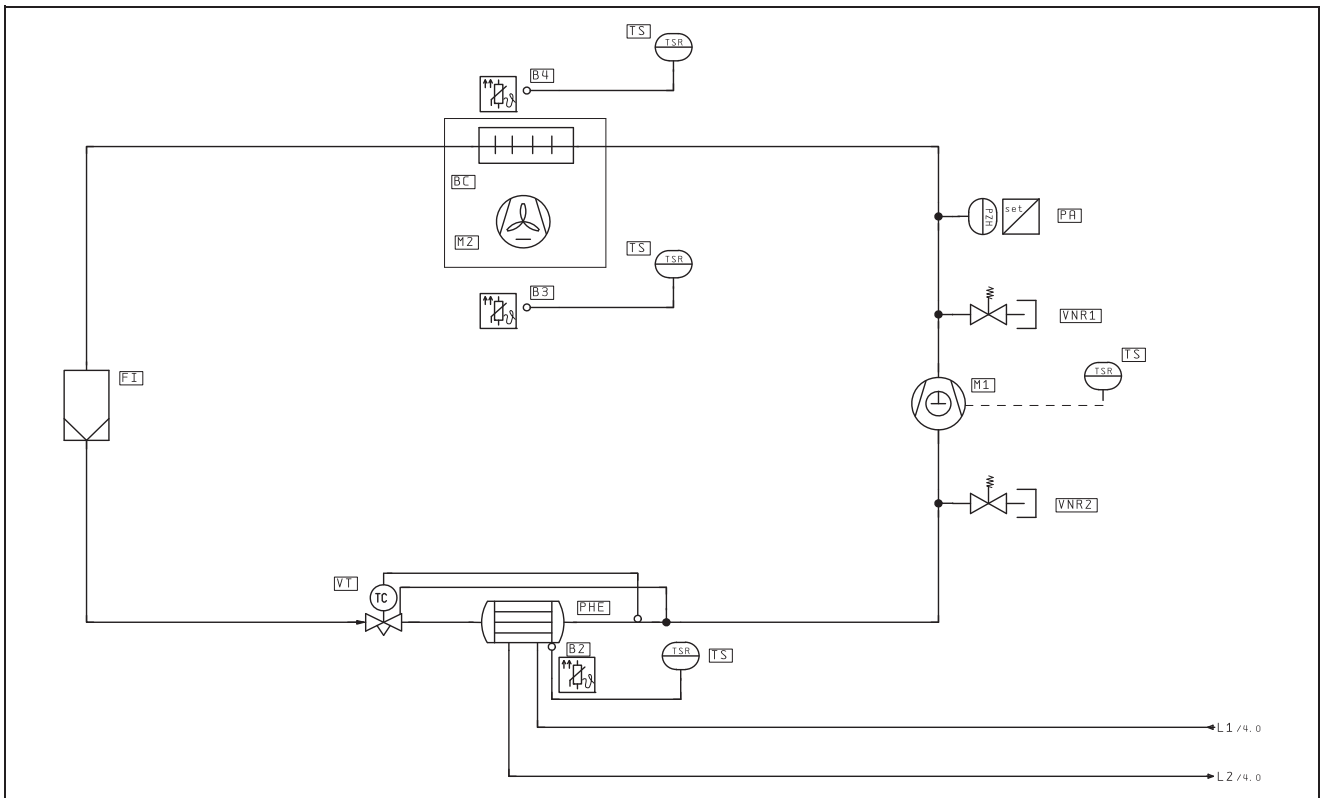 TS
TSR
B4
BC
set
PZH
PA
M2
TS
TSR
B3
VNR1
TS
FI
M1
TSR
VNR2
VT
TC
PHE
B2
TSR
TS
L1/4.0
L2/4.0